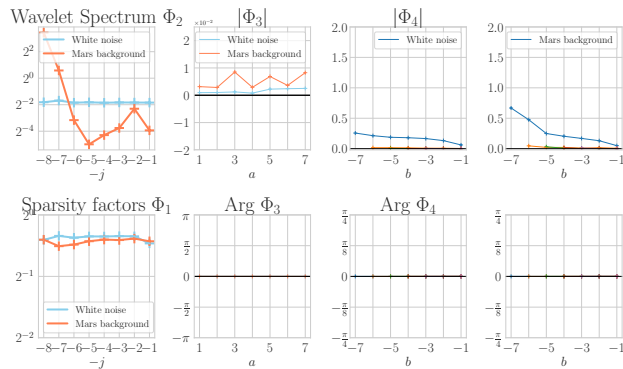 Wavelet Spectrum Φ₂
|Φ₃|
|Φ₄|
×10⁻²
White noise
Mars background
White noise
Mars background
White noise
Mars background
2² 2⁰ 2⁻² 2⁻⁴
2 1 0 −1 −2
2.0 1.5 1.0 0.5 0.0
2.0 1.5 1.0 0.5 0.0
−8 −7 −6 −5 −4 −3 −2 −1
1 3 5 7
−7 −5 −3 −1
−7 −5 −3 −1
−j
a
b
b
Sparsity factors Φ₁
Arg Φ₃
Arg Φ₄
2⁰ 2⁻¹ 2⁻²
π π/2 0 −π/2 −π
π/4 π/8 0 −π/8 −π/4
π/4 π/8 0 −π/8 −π/4
White noise
Mars background
−8 −7 −6 −5 −4 −3 −2 −1
1 3 5 7
−7 −5 −3 −1
−7 −5 −3 −1
−j
a
b
b